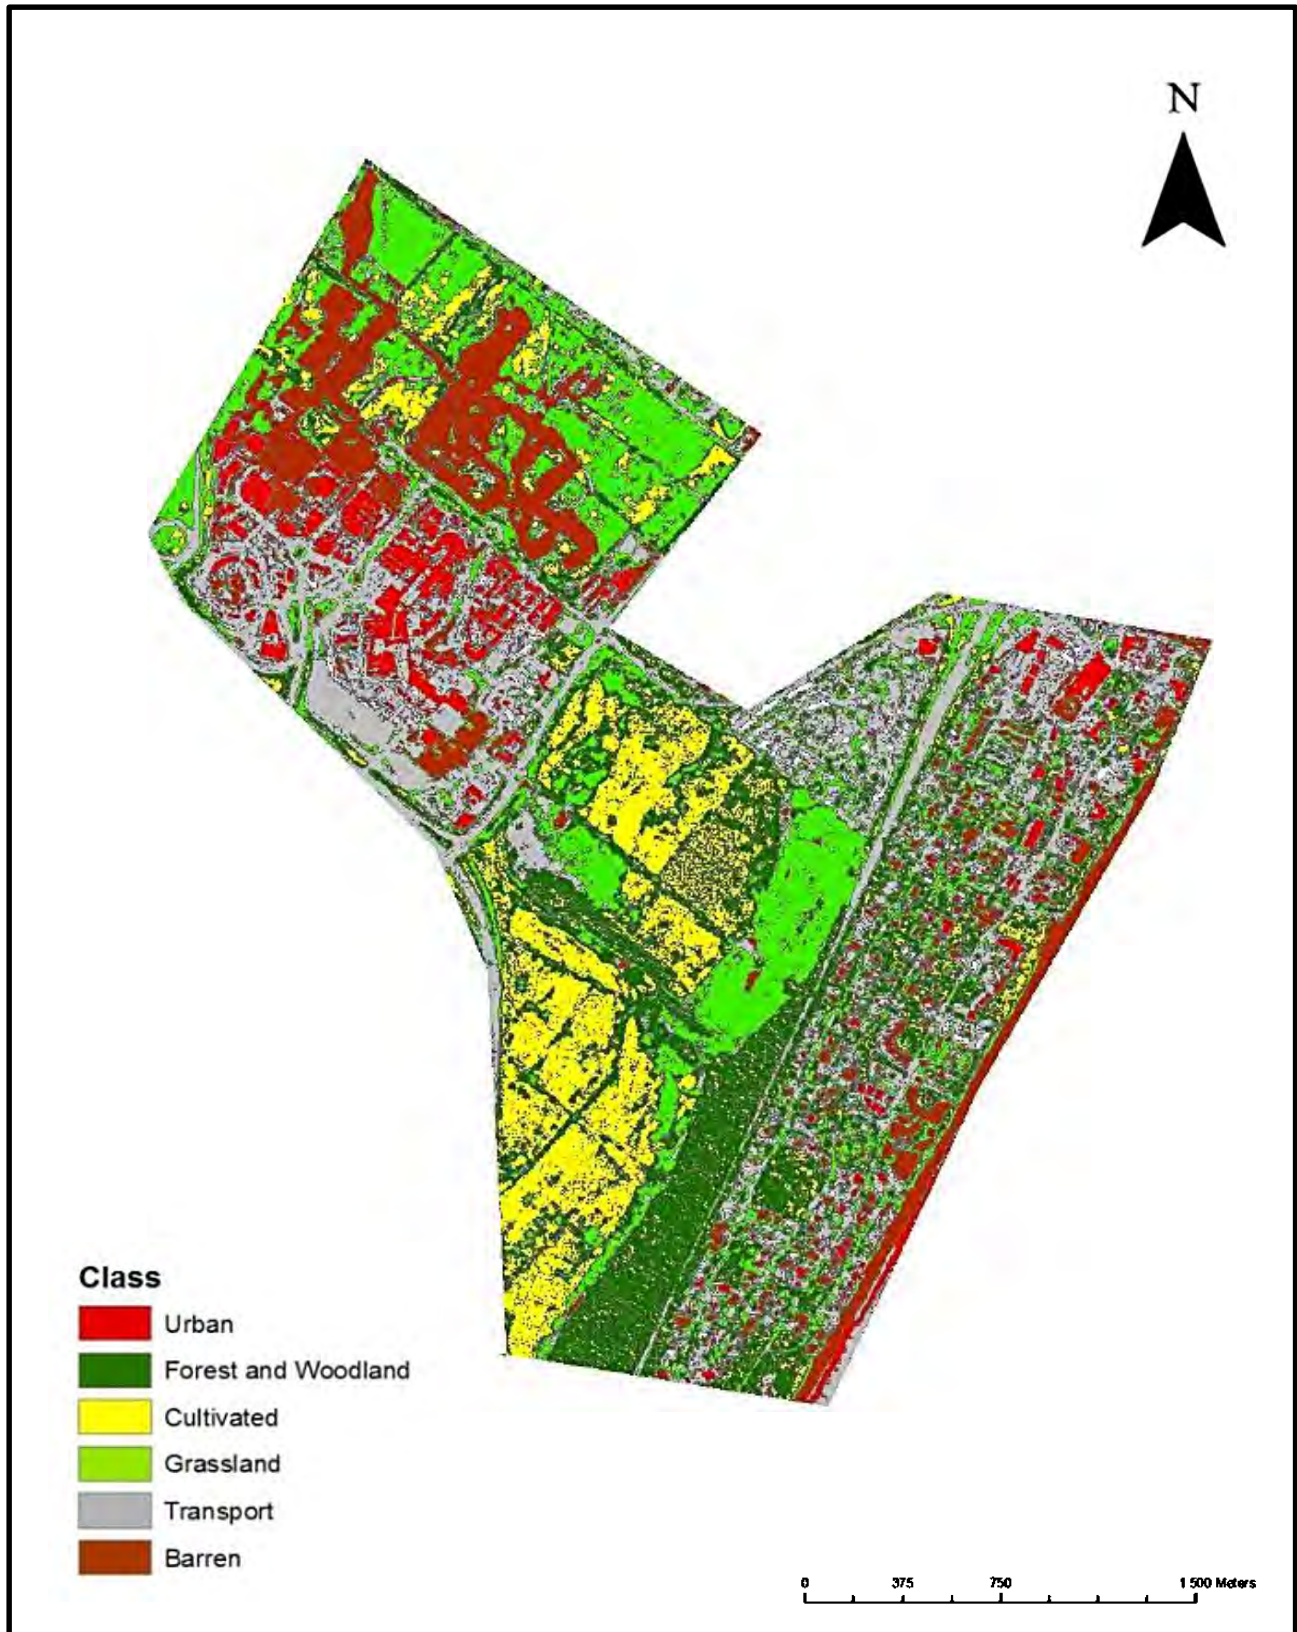 N
Class
Urban
Forest and Woodland
Cultivated
Grassland
Transport
Barren
0 375 750 1 500 Meters